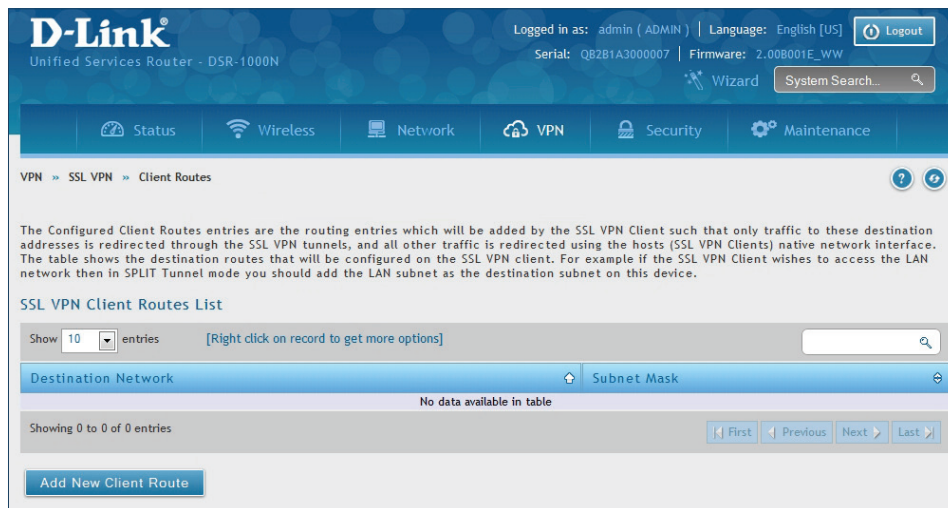 D-Link
Unified Services Router - DSR-1000N
Logged in as: admin ( ADMIN ) | Language: English [US]
Logout
Serial: QB2B1A3000007 | Firmware: 2.00B001E_WW
Wizard
System Search...
Status
Wireless
Network
VPN
Security
Maintenance
VPN » SSL VPN » Client Routes
The Configured Client Routes entries are the routing entries which will be added by the SSL VPN Client such that only traffic to these destination
addresses is redirected through the SSL VPN tunnels, and all other traffic is redirected using the hosts (SSL VPN Clients) native network interface.
The table shows the destination routes that will be configured on the SSL VPN client. For example if the SSL VPN Client wishes to access the LAN
network then in SPLIT Tunnel mode you should add the LAN subnet as the destination subnet on this device.
SSL VPN Client Routes List
Show 10 entries
[Right click on record to get more options]
Destination Network
Subnet Mask
No data available in table
Showing 0 to 0 of 0 entries
First
Previous
Next
Last
Add New Client Route